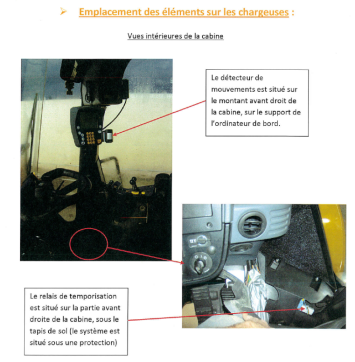 ➢ Emplacement des éléments sur les chargeuses :
Vues intérieures de la cabine
Le détecteur de
mouvements est situé sur
le montant avant droit de
la cabine, sur le support de
l'ordinateur de bord.
Le relais de temporisation
est situé sur la partie avant
droite de la cabine, sous le
tapis de sol (le système est
situé sous une protection)